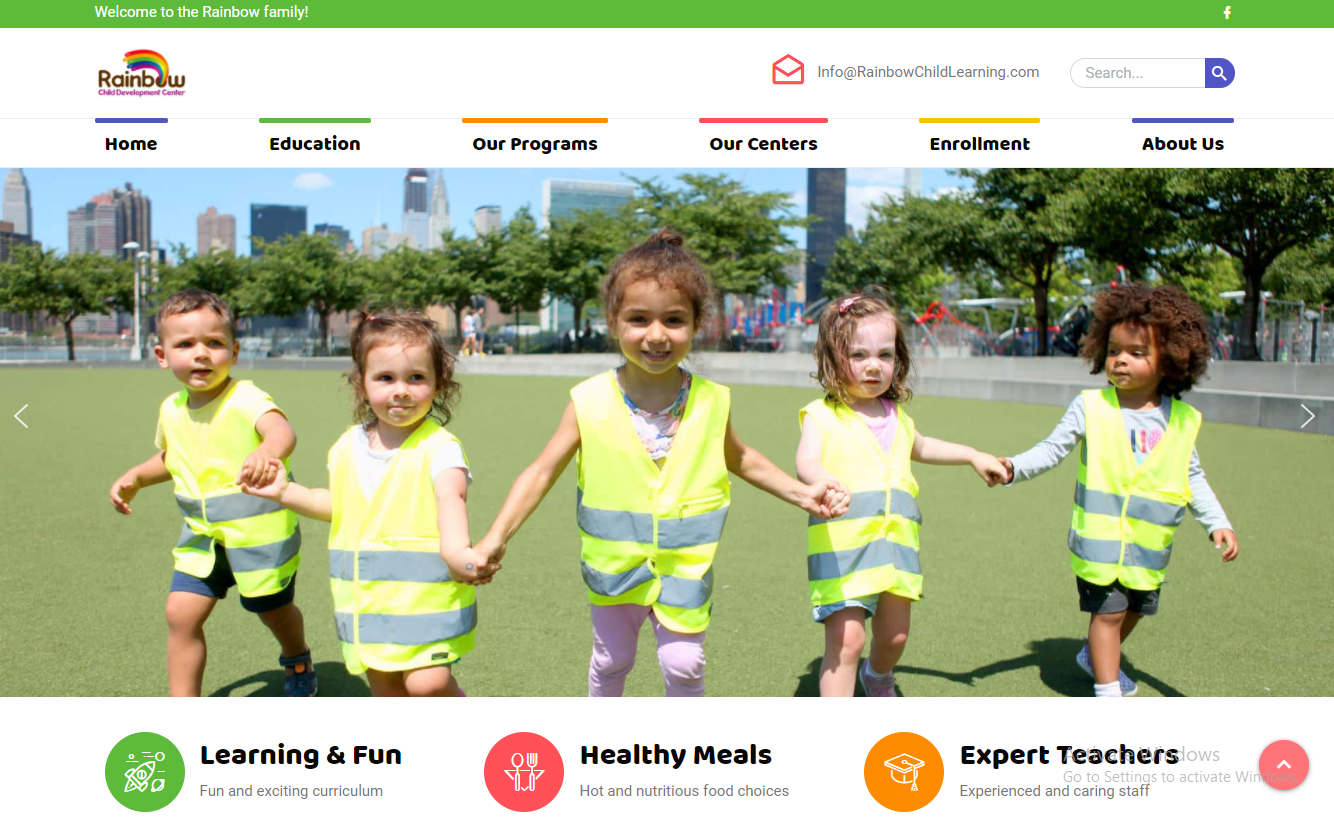 Welcome to the Rainbow family!
Rainbow
Child Development Center
Info@RainbowChildLearning.com
Search...
Home
Education
Our Programs
Our Centers
Enrollment
About Us
Learning & Fun
Fun and exciting curriculum
Healthy Meals
Hot and nutritious food choices
Expert Teachers
Experienced and caring staff
Activate Windows
Go to Settings to activate Windows.